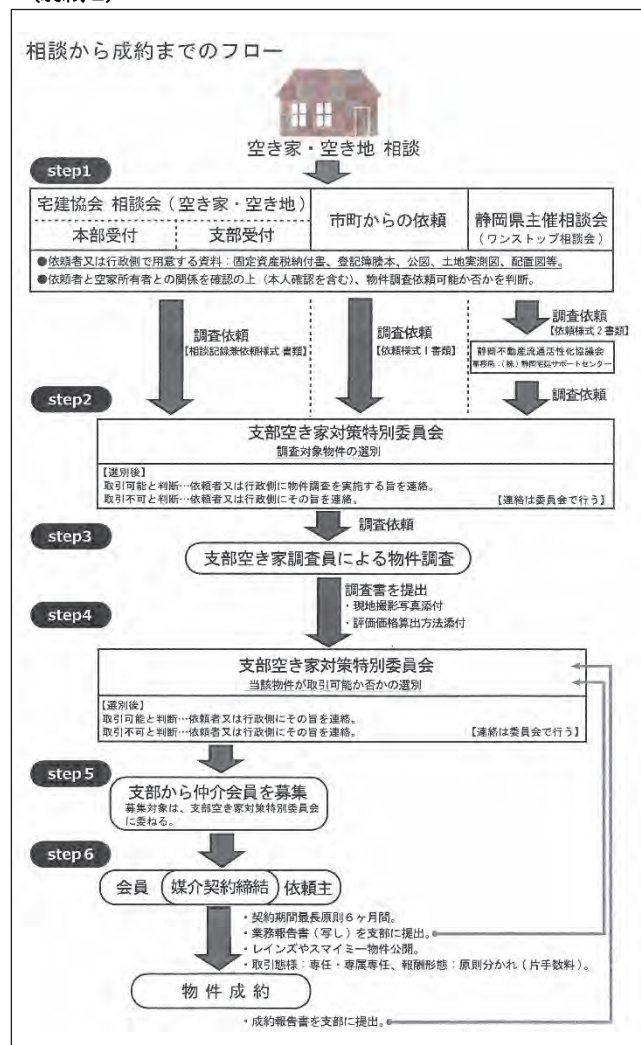 相談から成約までのフロー
空き家・空き地 相談
step1
宅建協会 相談会(空き家・空き地)
本部受付
支部受付
市町からの依頼
静岡県主催相談会
(ワンストップ相談会)
●依頼者又は行政側で用意する資料:固定資産税納付書、登記簿謄本、公図、土地実測図、配置図等。
●依頼者と空家所有者との関係を確認の上(本人確認を含む)、物件調査依頼可能か否かを判断。
調査依頼
【相談記録兼依頼様式 書類】
調査依頼
【依頼様式1書類】
調査依頼
【依頼様式2書類】
静岡不動産流通活性化協議会
事務局:(株)静岡宅建サポートセンター
調査依頼
step2
支部空き家対策特別委員会
調査対象物件の選別
【選別後】
取引可能と判断…依頼者又は行政側に物件調査を実施する旨を連絡。
取引不可と判断…依頼者又は行政側にその旨を連絡。
【連絡は委員会で行う】
調査依頼
step3
支部空き家調査員による物件調査
調査書を提出
・現地撮影写真添付
・評価価格算出方法添付
step4
支部空き家対策特別委員会
当該物件が取引可能か否かの選別
【選別後】
取引可能と判断…依頼者又は行政側にその旨を連絡。
取引不可と判断…依頼者又は行政側にその旨を連絡。
【連絡は委員会で行う】
step5
支部から仲介会員を募集
募集対象は、支部空き家対策特別委員会
に委ねる。
step6
会員
媒介契約締結
依頼主
・契約期間最長原則6ヶ月間。
・業務報告書(写し)を支部に提出。
・レインズやスマイミー物件公開。
・取引態様:専任・専属専任、報酬形態:原則分かれ(片手数料)。
物件成約
・成約報告書を支部に提出。